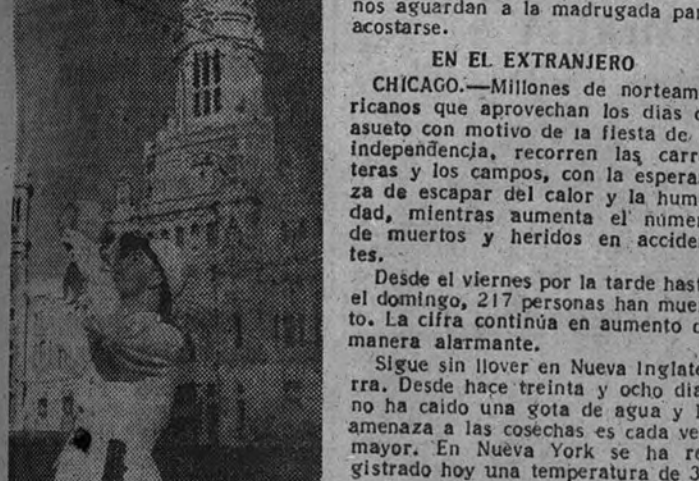 nos aguardan a la madrugada par
acostarse.
EN EL EXTRANJERO
CHICAGO.—Millones de norteam
ricanos que aprovechan los dias d
asueto con motivo de la fiesta de
independencia, recorren las carr
teras y los campos, con la espera
za de escapar del calor y la hum
dad, mientras aumenta el númer
de muertos y heridos en accide
tes.
Desde el viernes por la tarde hast
el domingo, 217 personas han mue
to. La cifra continúa en aumento d
manera alarmante.
Sigue sin llover en Nueva Inglate
rra. Desde hace treinta y ocho dia
no ha caido una gota de agua y l
amenaza a las cosechas es cada ve
mayor. En Nueva York se ha re
gistrado hoy una temperatura de 3